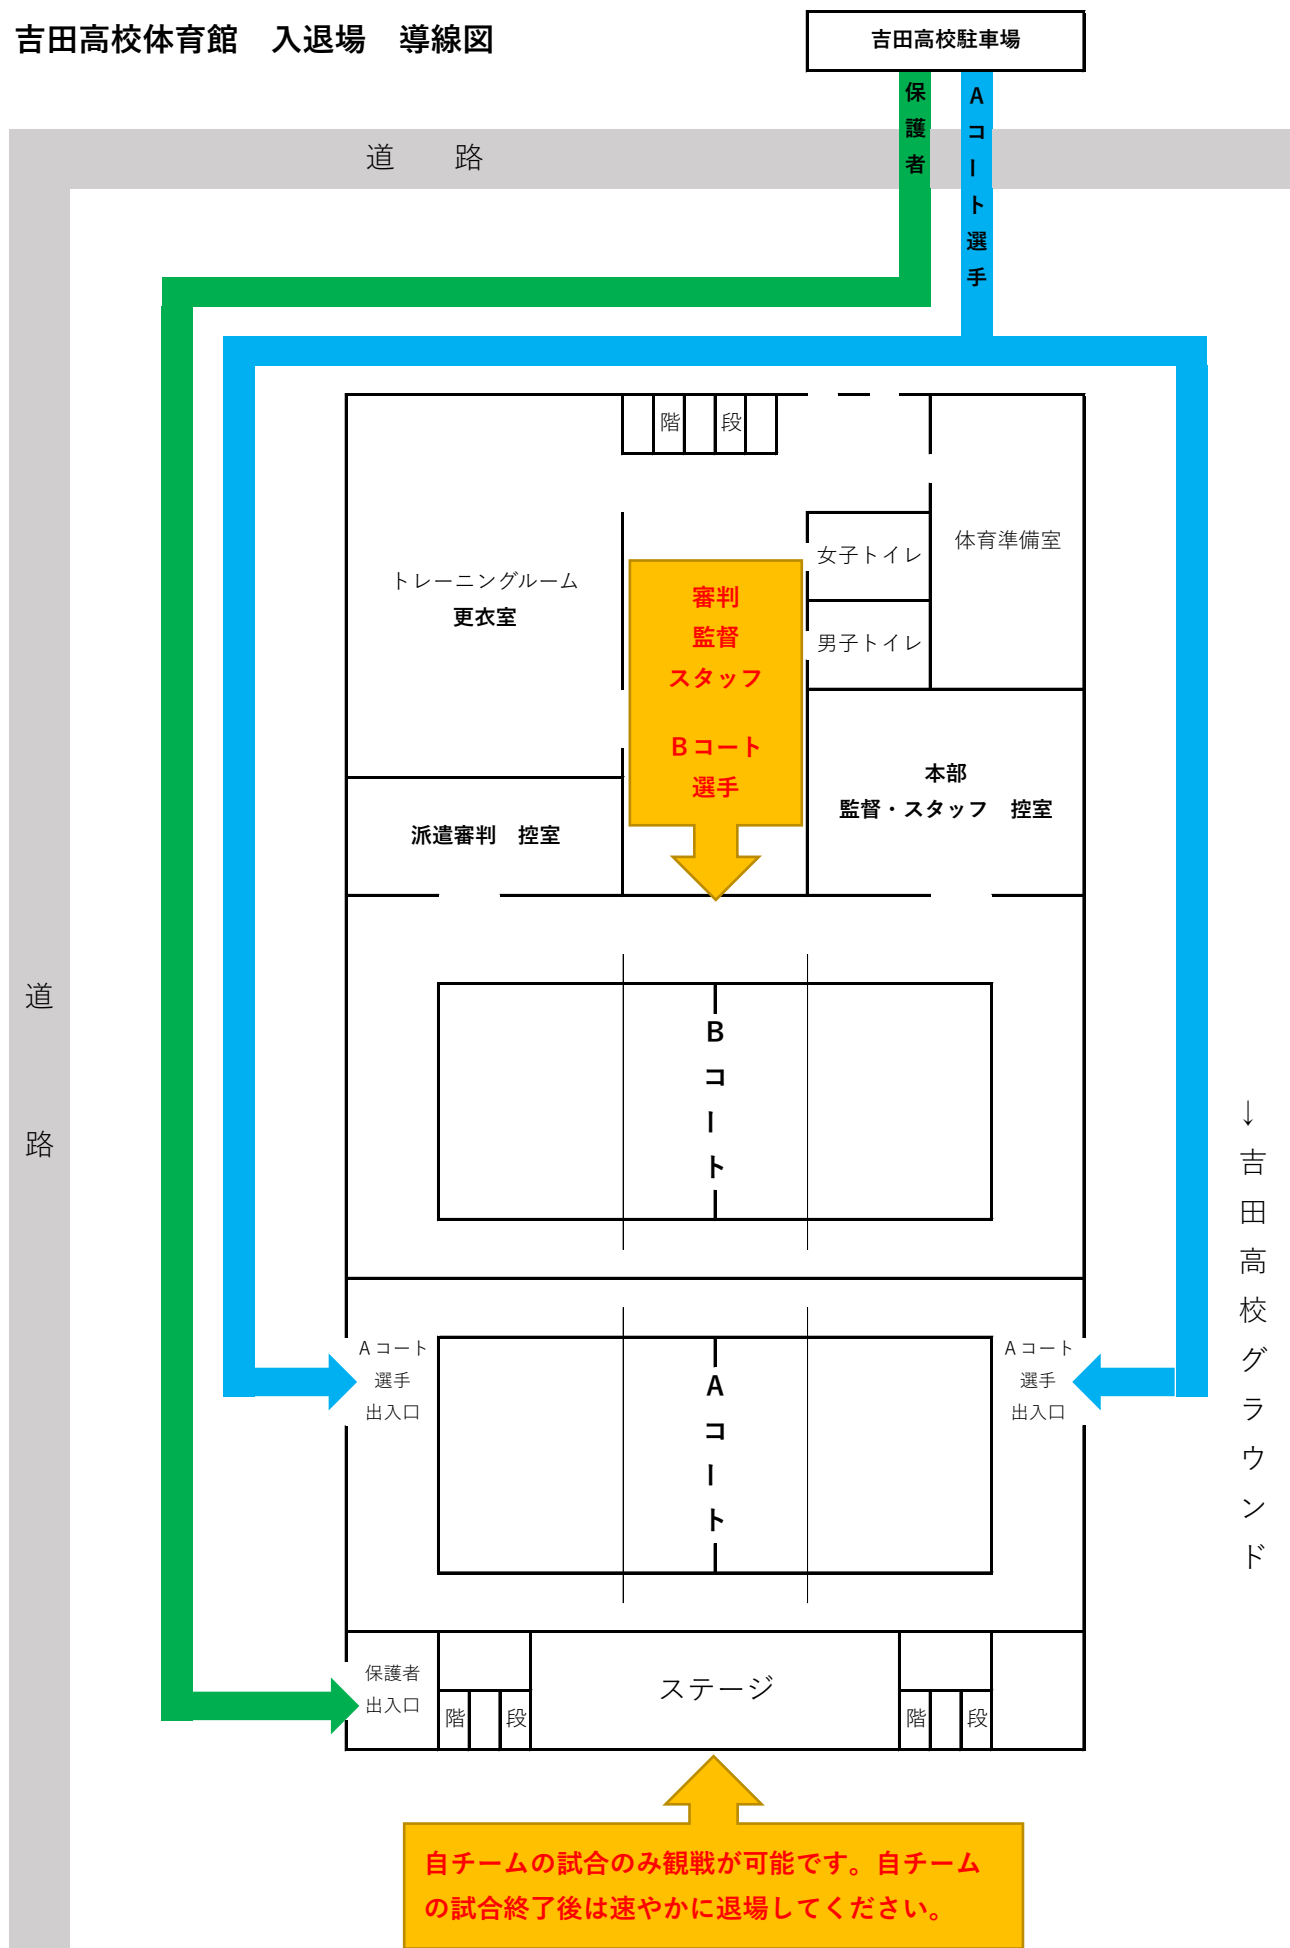 吉田高校体育館　入退場　導線図
吉田高校駐車場
保護者
Aコート選手
道　路
階　段
トレーニングルーム
更衣室
女子トイレ
男子トイレ
体育準備室
審判
監督
スタッフ
Bコート
選手
本部
監督・スタッフ　控室
派遣審判　控室
道　路
Bコート
↓吉田高校グラウンド
Aコート
選手
出入口
Aコート
Aコート
選手
出入口
保護者
出入口
階　段
ステージ
階　段
自チームの試合のみ観戦が可能です。自チーム
の試合終了後は速やかに退場してください。